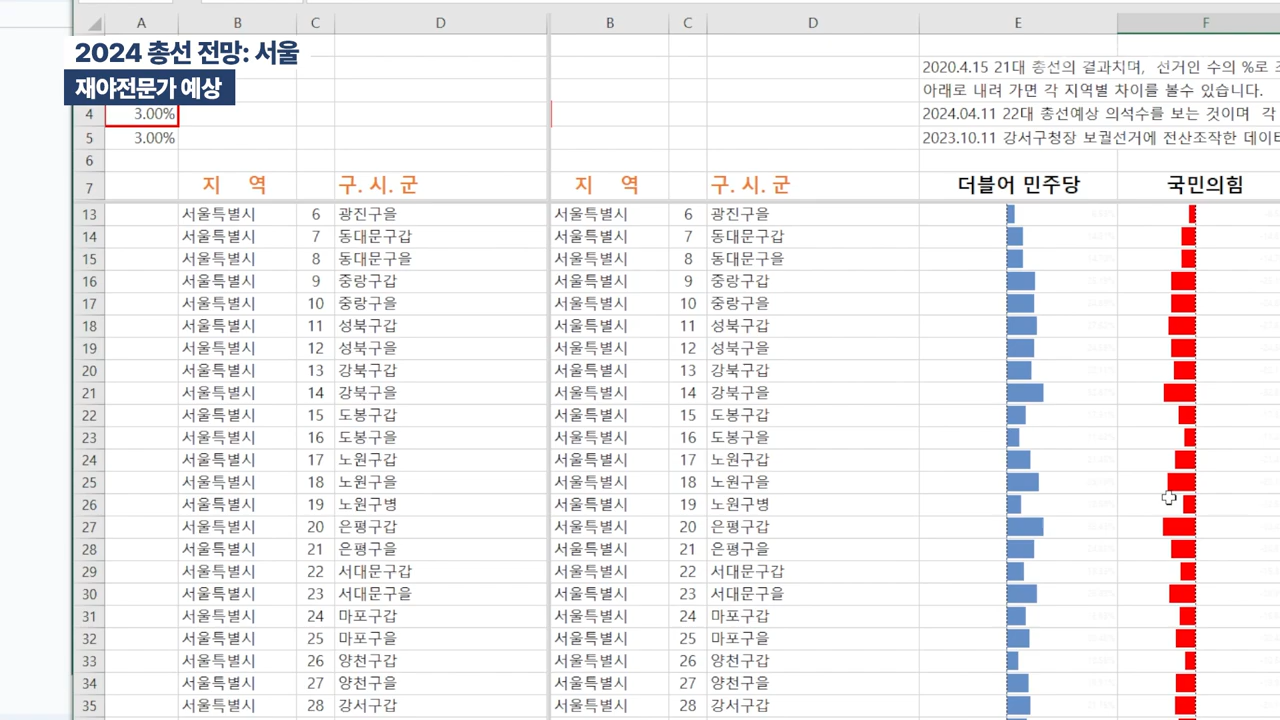 A B C D B C D E F
2024 총선 전망: 서울
재야전문가 예상
2020.4.15 21대 총선의 결과치며, 선거인 수의 %로
아래로 내려 가면 각 지역별 차이를 볼수 있습니다.
4 3.00% 2024.04.11 22대 총선예상 의석수를 보는 것이며 각
5 3.00% 2023.10.11 강서구청장 보궐선거에 전산조작한 데이터
6
7 지 역 구. 시. 군 지 역 구. 시. 군 더블어 민주당 국민의힘
13 서울특별시 6 광진구을 서울특별시 6 광진구을
14 서울특별시 7 동대문구갑 서울특별시 7 동대문구갑
15 서울특별시 8 동대문구을 서울특별시 8 동대문구을
16 서울특별시 9 중랑구갑 서울특별시 9 중랑구갑
17 서울특별시 10 중랑구을 서울특별시 10 중랑구을
18 서울특별시 11 성북구갑 서울특별시 11 성북구갑
19 서울특별시 12 성북구을 서울특별시 12 성북구을
20 서울특별시 13 강북구갑 서울특별시 13 강북구갑
21 서울특별시 14 강북구을 서울특별시 14 강북구을
22 서울특별시 15 도봉구갑 서울특별시 15 도봉구갑
23 서울특별시 16 도봉구을 서울특별시 16 도봉구을
24 서울특별시 17 노원구갑 서울특별시 17 노원구갑
25 서울특별시 18 노원구을 서울특별시 18 노원구을
26 서울특별시 19 노원구병 서울특별시 19 노원구병
27 서울특별시 20 은평구갑 서울특별시 20 은평구갑
28 서울특별시 21 은평구을 서울특별시 21 은평구을
29 서울특별시 22 서대문구갑 서울특별시 22 서대문구갑
30 서울특별시 23 서대문구을 서울특별시 23 서대문구을
31 서울특별시 24 마포구갑 서울특별시 24 마포구갑
32 서울특별시 25 마포구을 서울특별시 25 마포구을
33 서울특별시 26 양천구갑 서울특별시 26 양천구갑
34 서울특별시 27 양천구을 서울특별시 27 양천구을
35 서울특별시 28 강서구갑 서울특별시 28 강서구갑